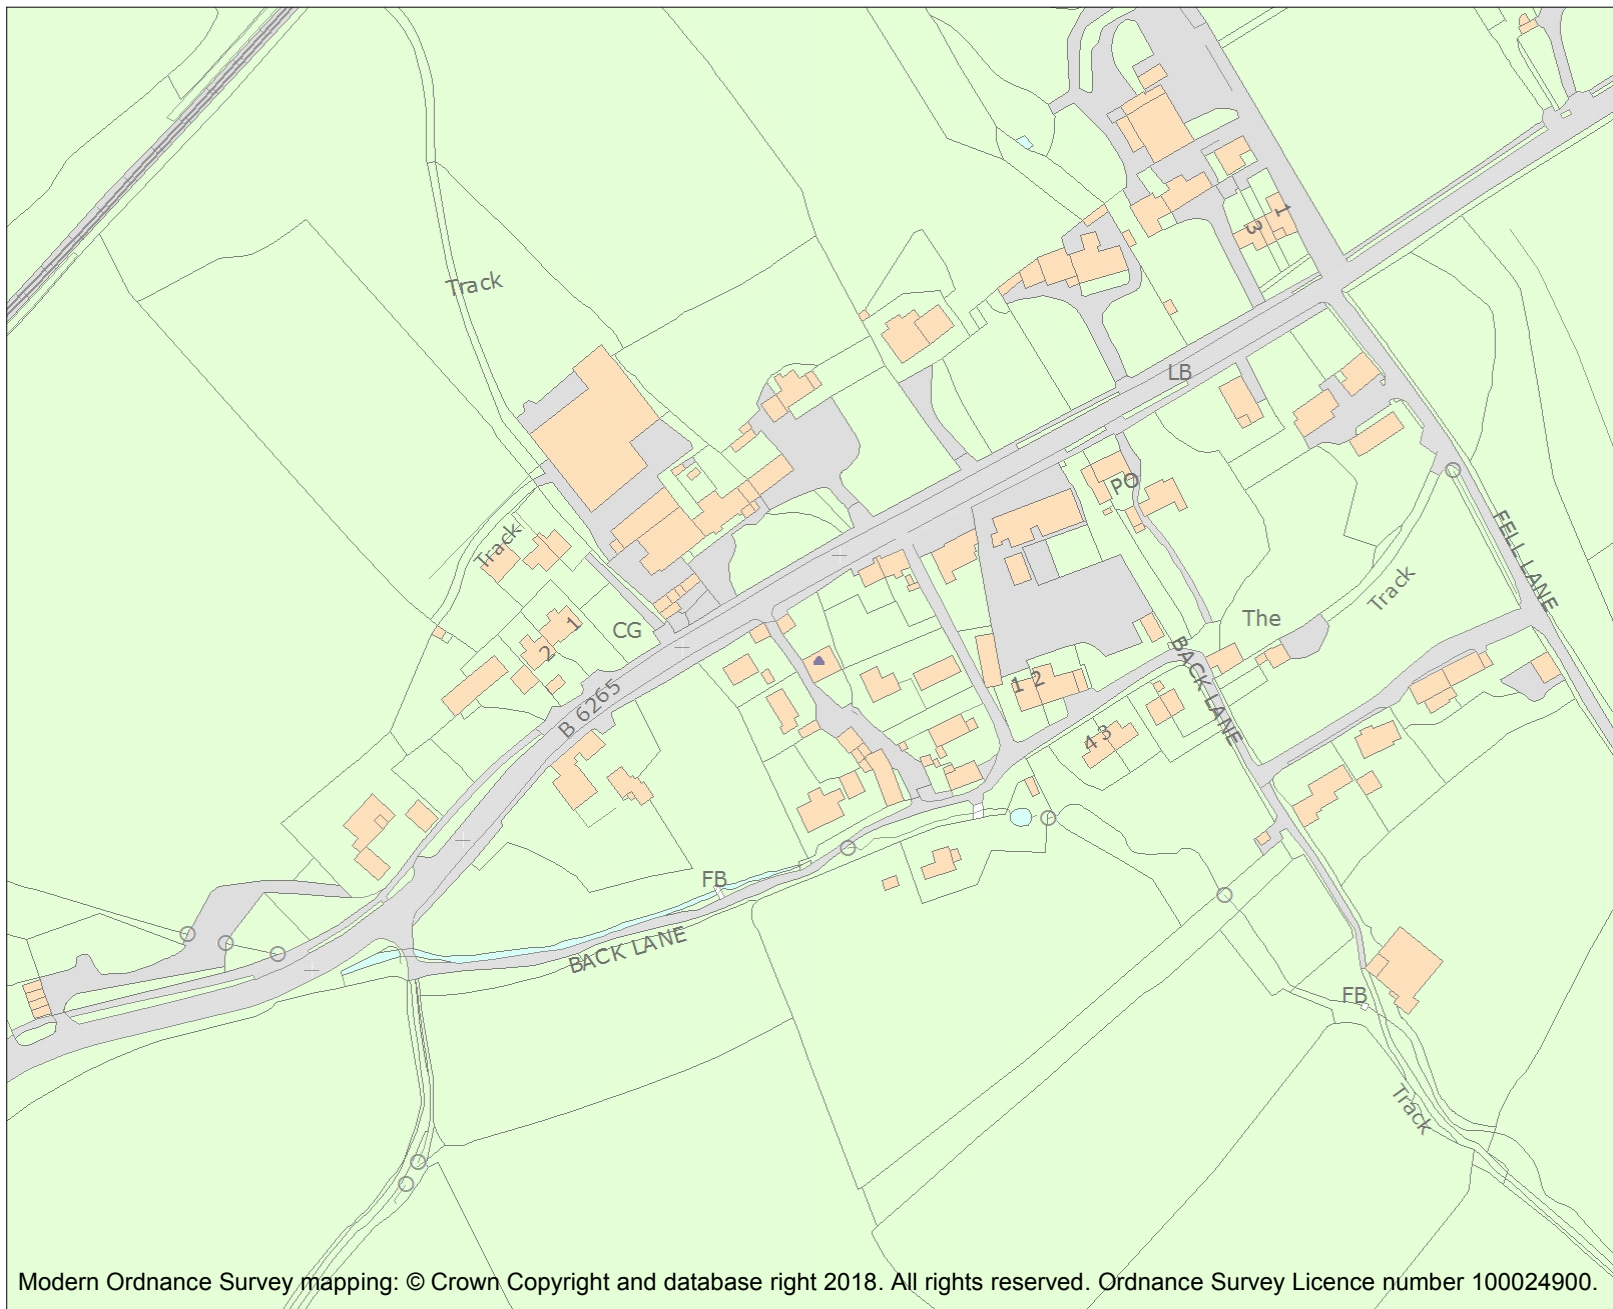 Track
1
3
LB
PO
Track
FELL LANE
Track
The
CG
1
2
BACK LANE
1 2
B 6265
4 3
FB
BACK LANE
FB
Track
Modern Ordnance Survey mapping: © Crown Copyright and database right 2018. All rights reserved. Ordnance Survey Licence number 100024900.